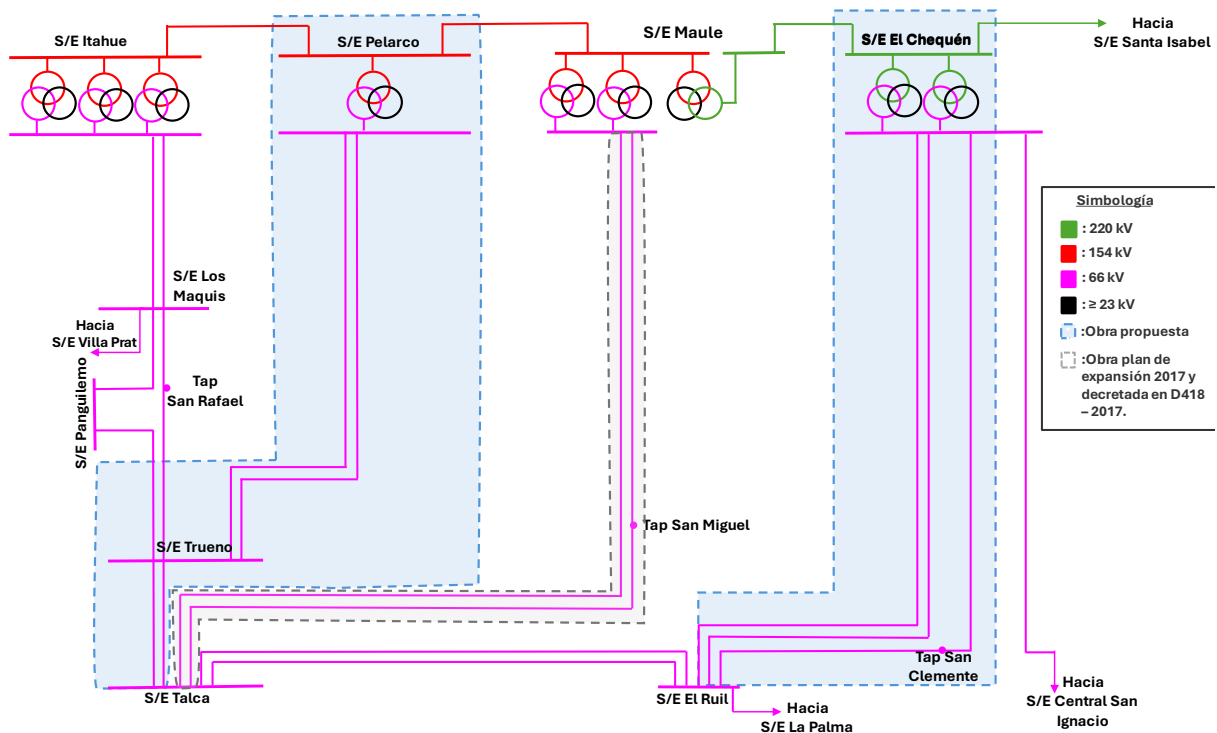 S/E Itahue
S/E Pelarco
S/E Maule
S/E El Chequén
Hacia
S/E Santa Isabel
Simbología
: 220 kV
: 154 kV
: 66 kV
: ≥ 23 kV
:Obra propuesta
:Obra plan de
expansión 2017 y
decretada en D418
– 2017.
S/E Los
Maquis
Hacia
S/E Villa Prat
S/E Panguilemo
Tap
San Rafael
Tap San Miguel
S/E Trueno
Tap San
Clemente
S/E Talca
S/E El Ruil
Hacia
S/E La Palma
Hacia
S/E Central San
Ignacio